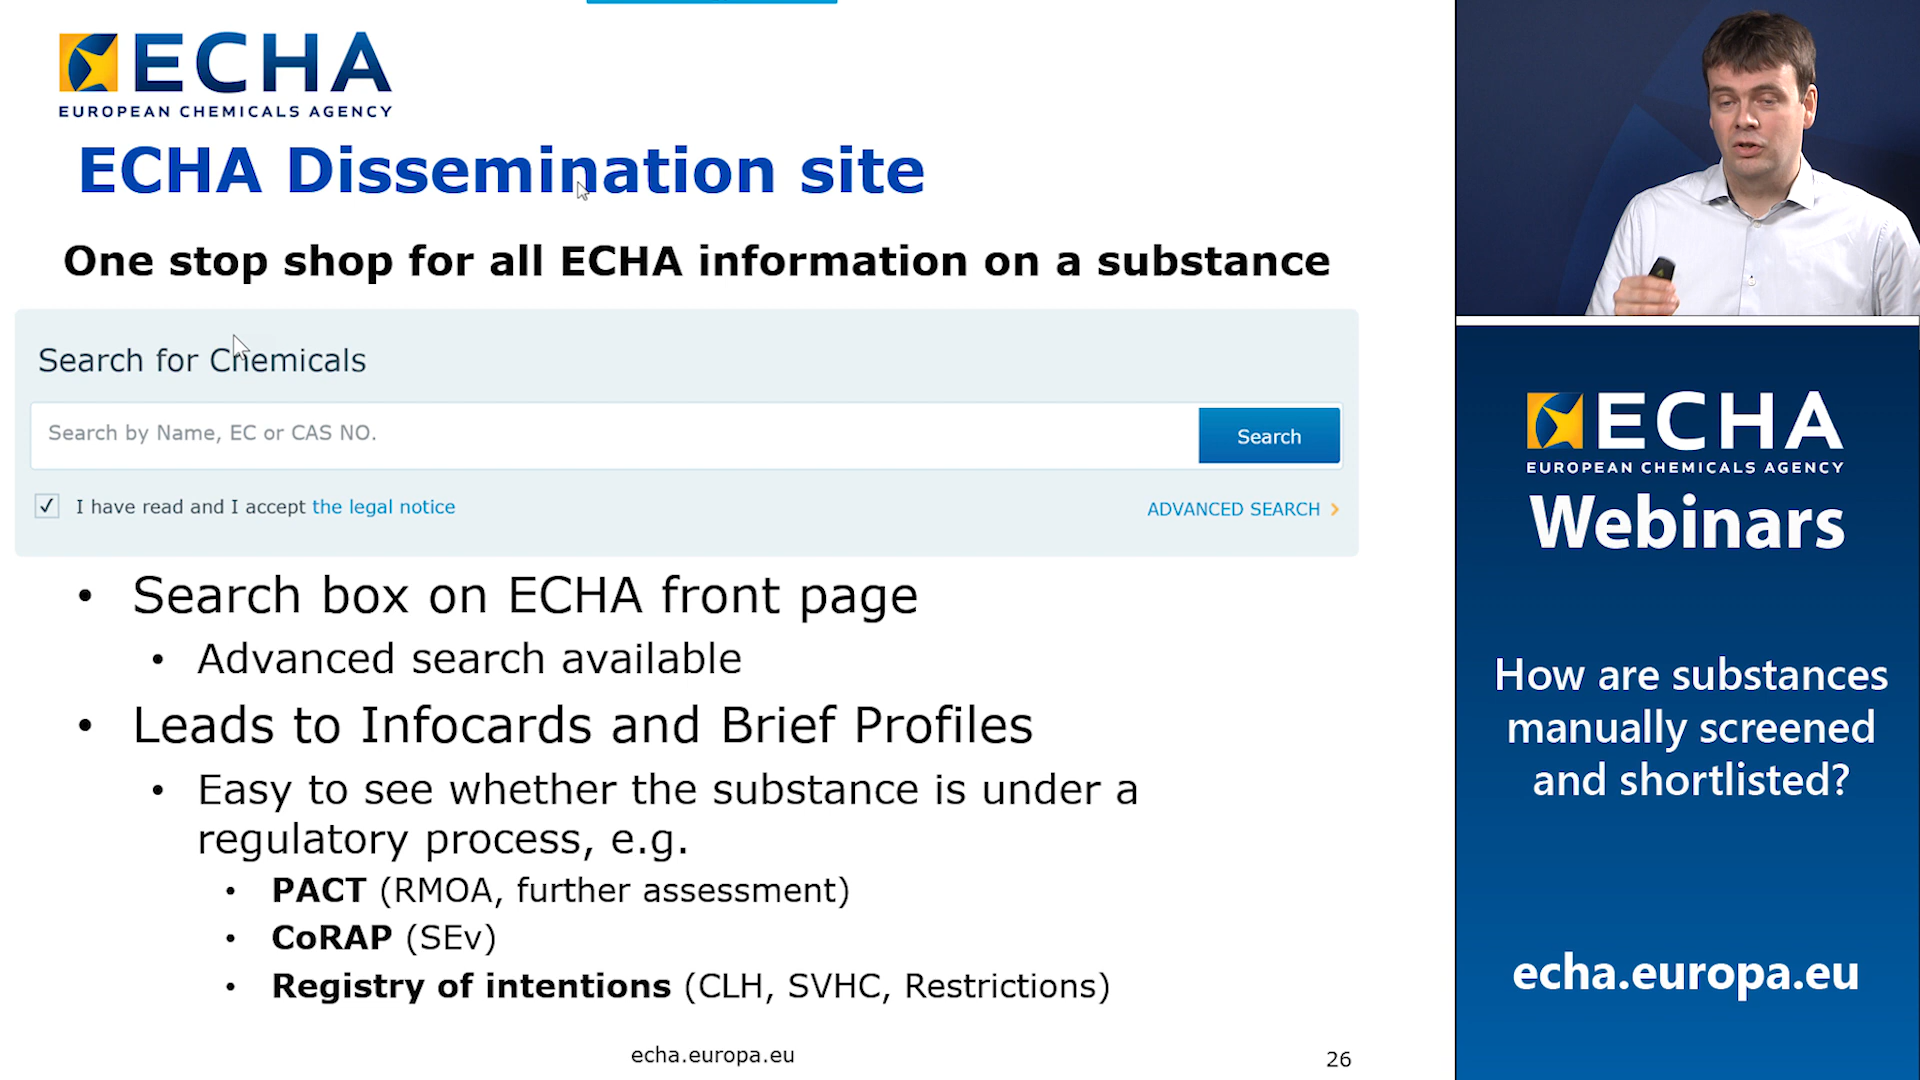 ECHA
EUROPEAN CHEMICALS AGENCY
ECHA Dissemination site
One stop shop for all ECHA information on a substance
Search for Chemicals
Search by Name, EC or CAS NO.
Search
✓ I have read and I accept the legal notice
ADVANCED SEARCH >
• Search box on ECHA front page
• Advanced search available
• Leads to Infocards and Brief Profiles
• Easy to see whether the substance is under a
regulatory process, e.g.
• PACT (RMOA, further assessment)
• CoRAP (SEv)
• Registry of intentions (CLH, SVHC, Restrictions)
echa.europa.eu
26
ECHA
EUROPEAN CHEMICALS AGENCY
Webinars
How are substances
manually screened
and shortlisted?
echa.europa.eu